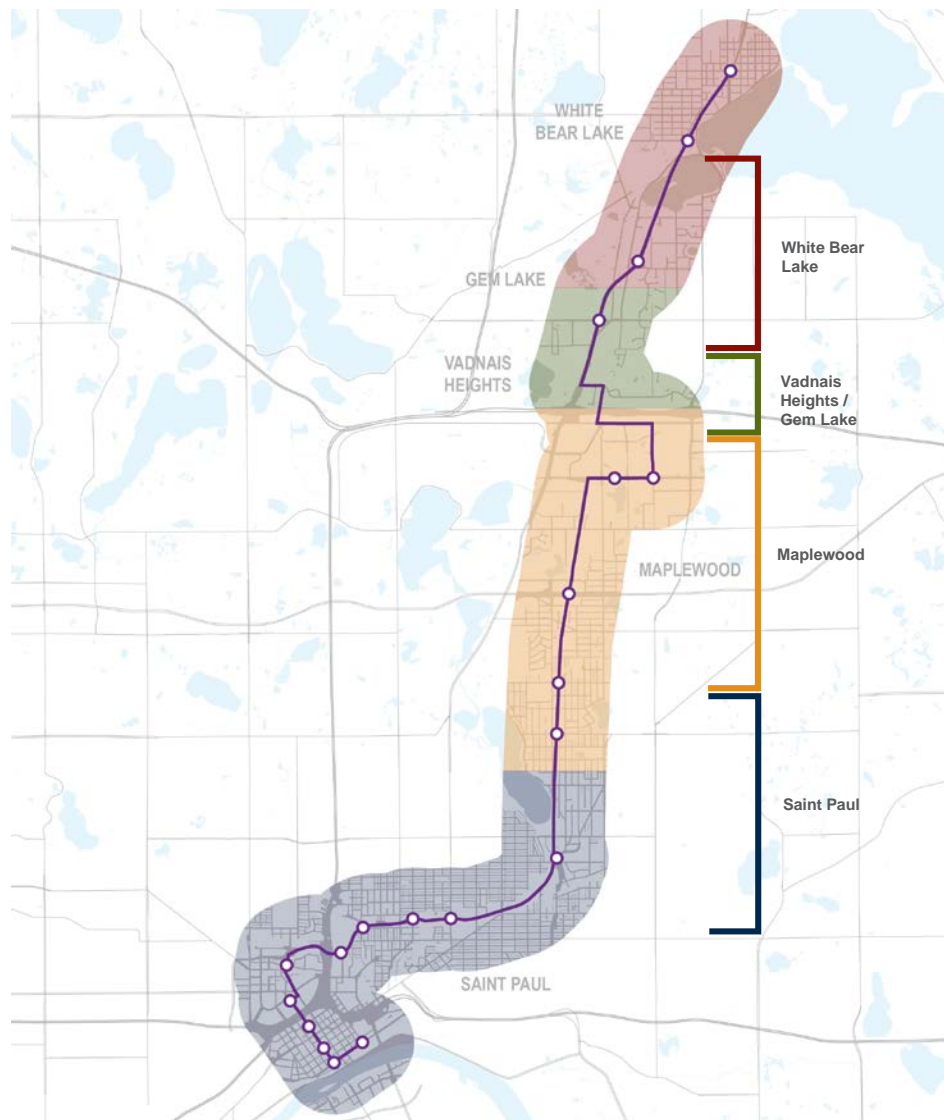 WHITE
BEAR LAKE
White Bear
Lake
GEM LAKE
VADNAIS
HEIGHTS
Vadnais
Heights /
Gem Lake
MAPLEWOOD
Maplewood
Saint Paul
SAINT PAUL